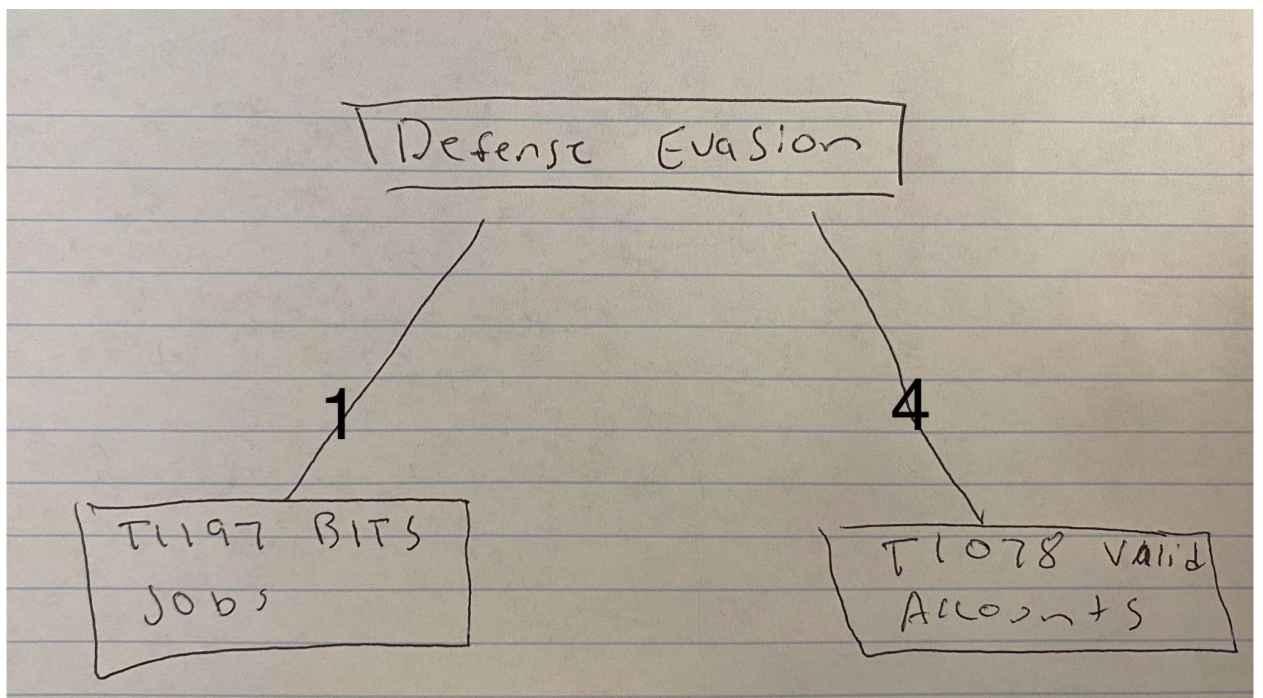 Defense Evasion
1
4
T1197 BITS
Jobs
T1078 Valid
Accounts